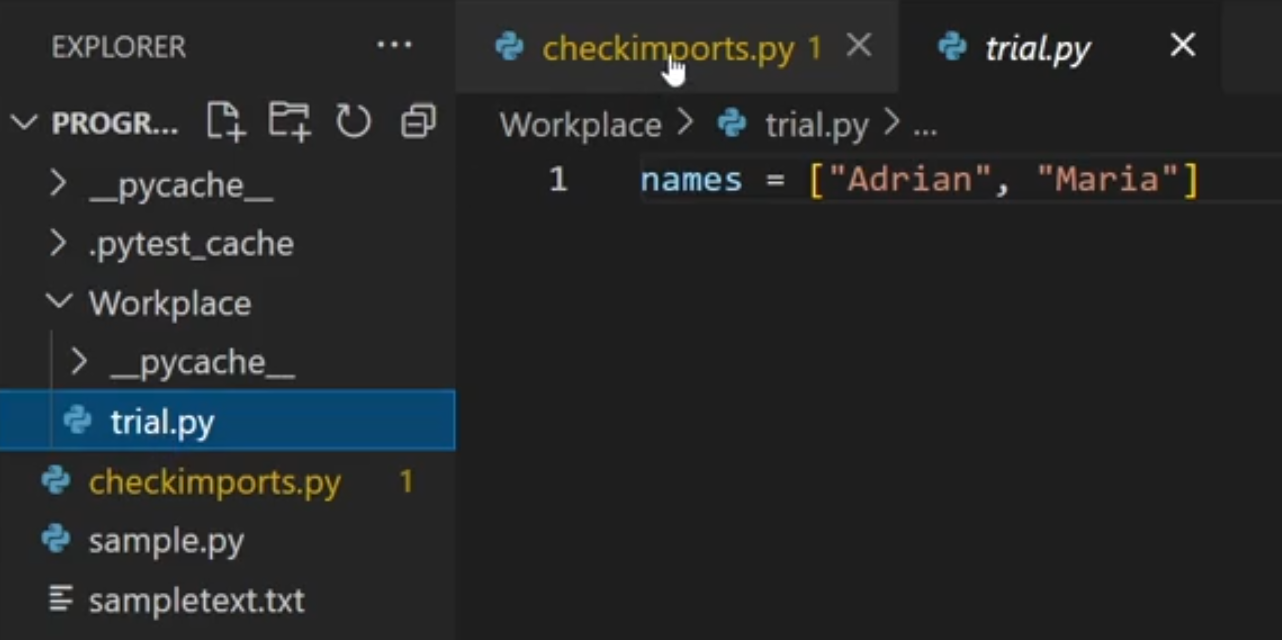 EXPLORER ...
PROGR...
__pycache__
.pytest_cache
Workplace
__pycache__
trial.py
checkimports.py 1
sample.py
sampletext.txt
checkimports.py 1 trial.py
Workplace > trial.py > ...
1 names = ["Adrian", "Maria"]